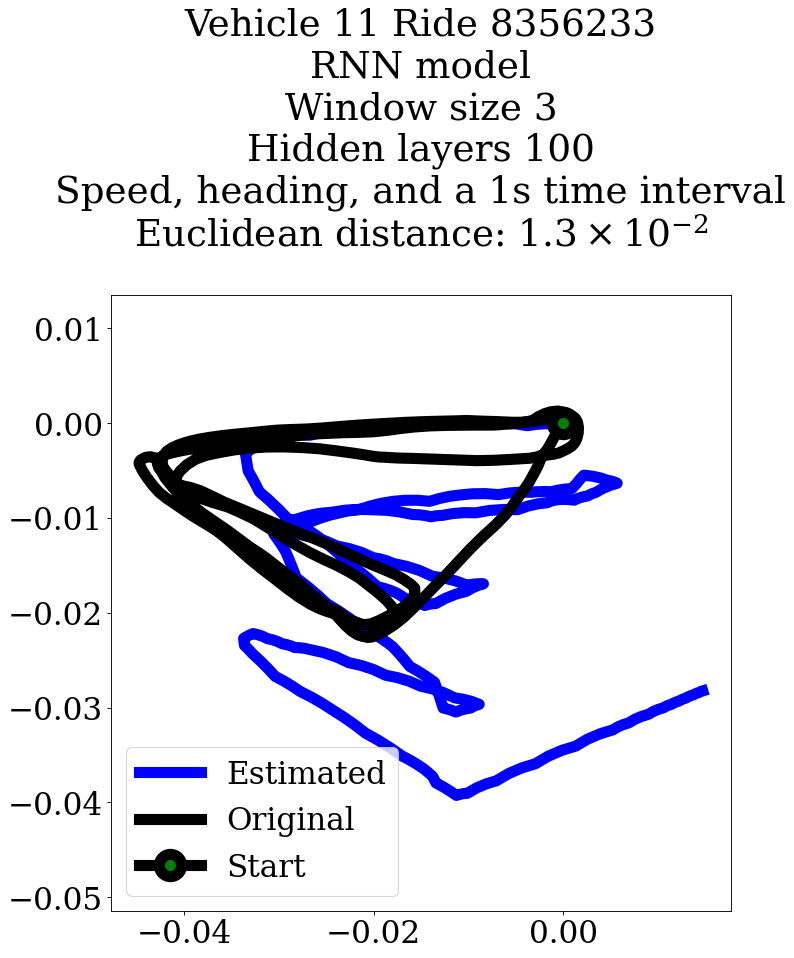 Vehicle 11 Ride 8356233
RNN model
Window size 3
Hidden layers 100
Speed, heading, and a 1s time interval
Euclidean distance: 1.3 × 10⁻²
0.01
0.00
−0.01
−0.02
−0.03
−0.04
−0.05
Estimated
Original
Start
−0.04 −0.02 0.00